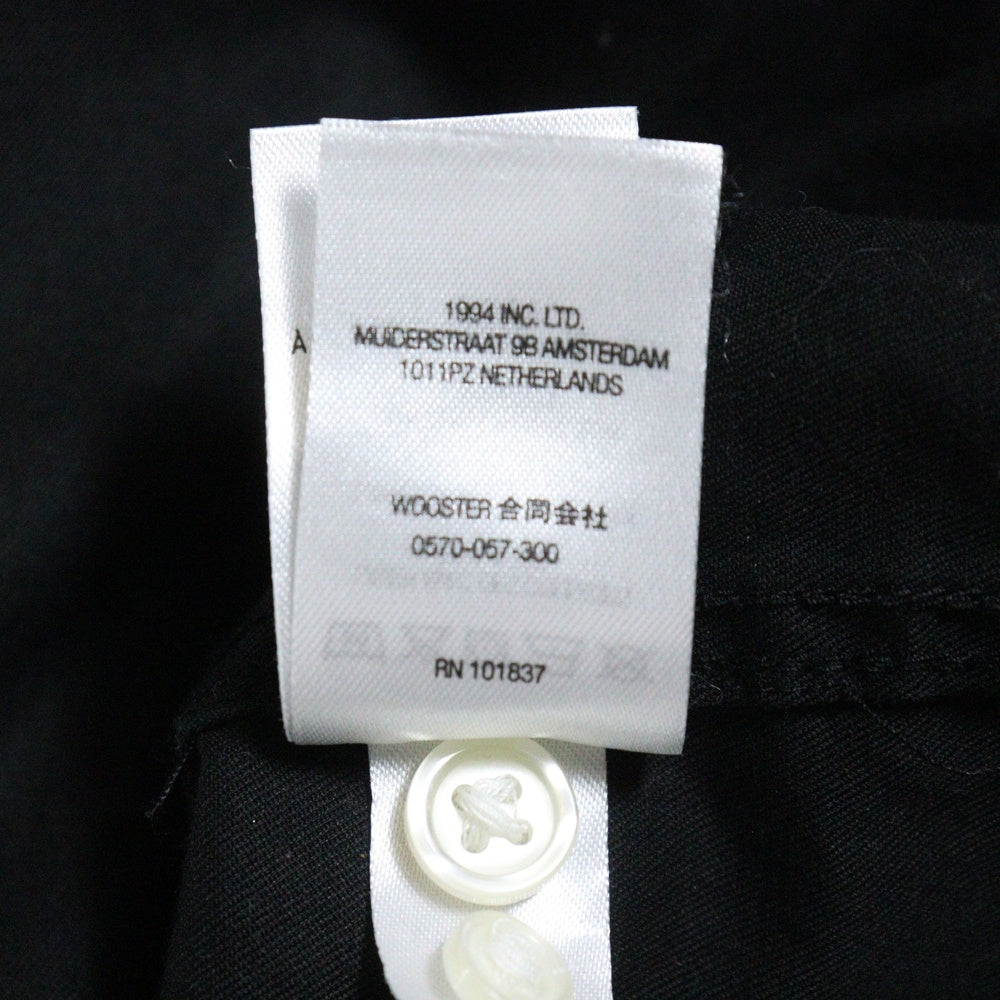 1994 INC. LTD.
MUIDERSTRAAT 9B AMSTERDAM
1011PZ NETHERLANDS
A
WOOSTER 合同会社
0570-057-300
RN 101837